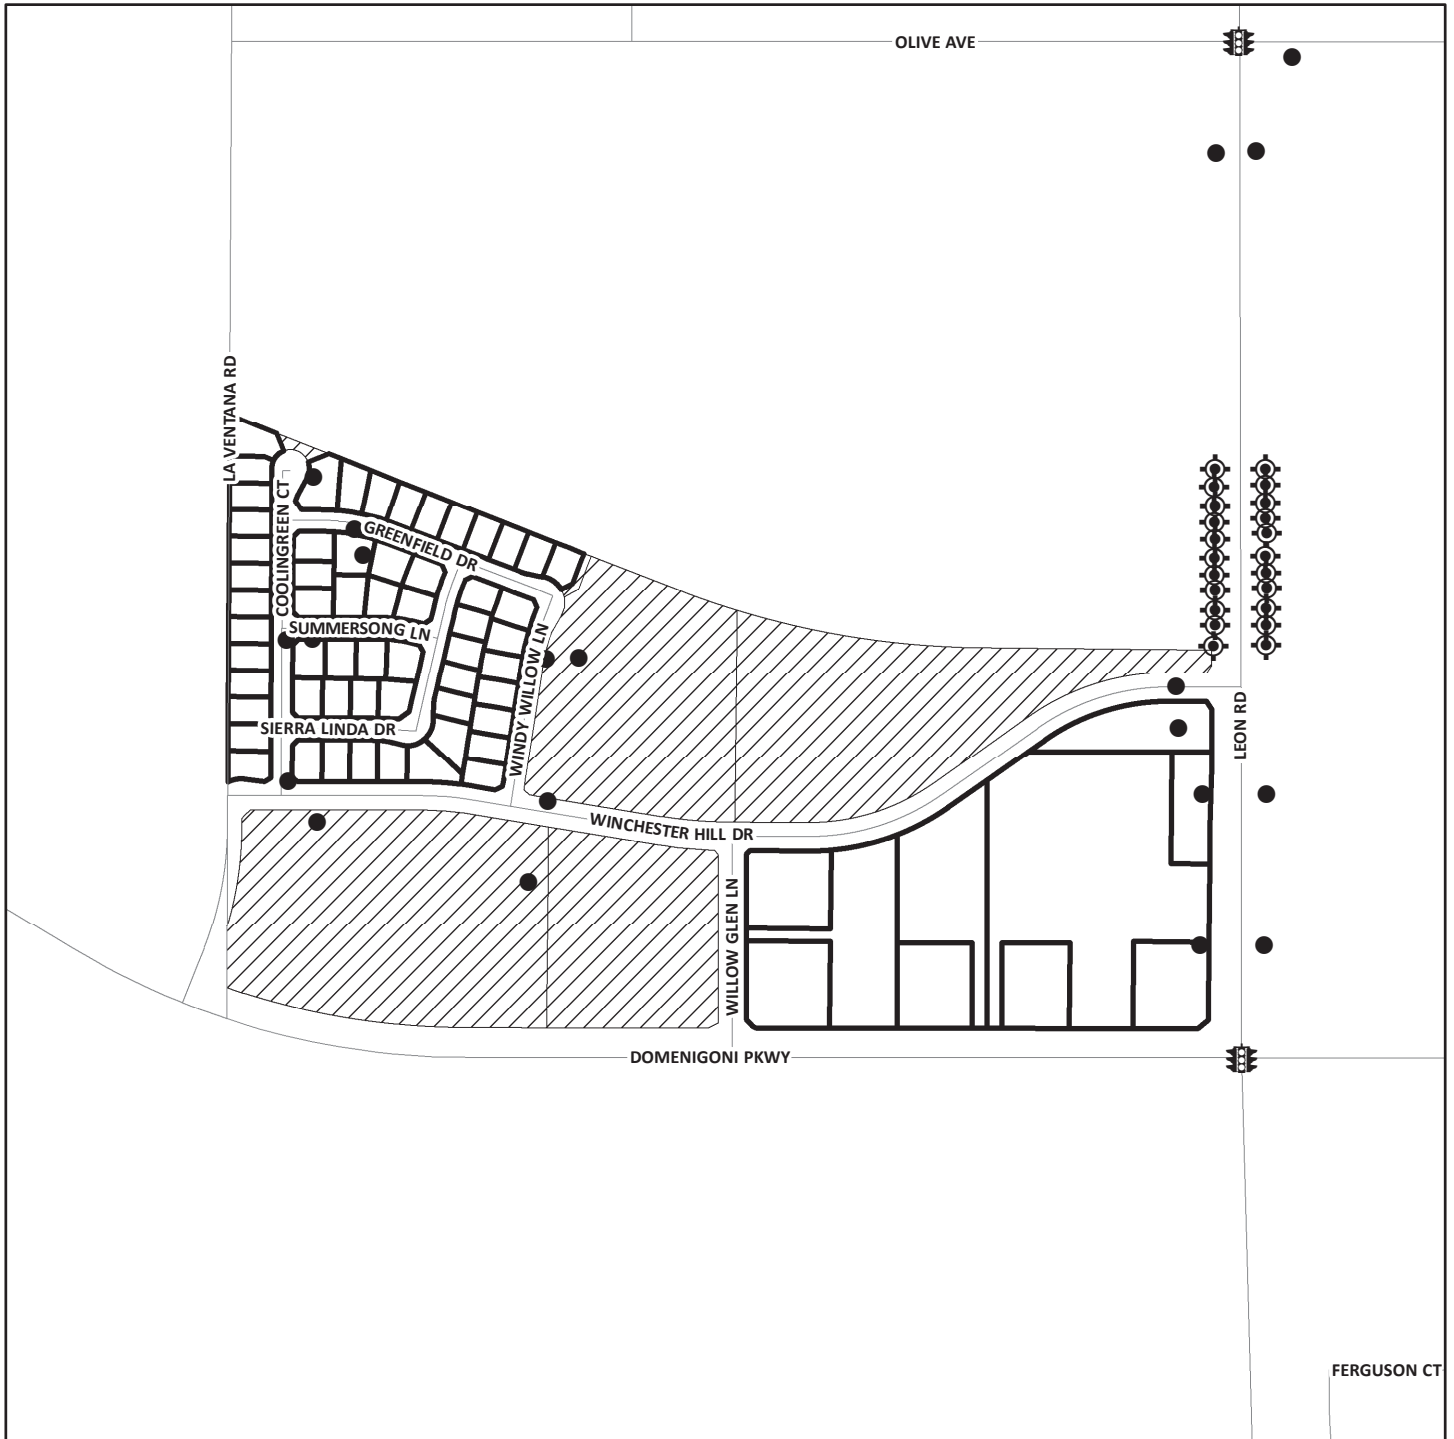 OLIVE AVE
LA VENTANA RD
COOLINGREEN CT
GREENFIELD DR
SUMMERSONG LN
WINDY WILLOW LN
SIERRA LINDA DR
LEON RD
WINCHESTER HILL DR
WILLOW GLEN LN
DOMENIGONI PKWY
FERGUSON CT